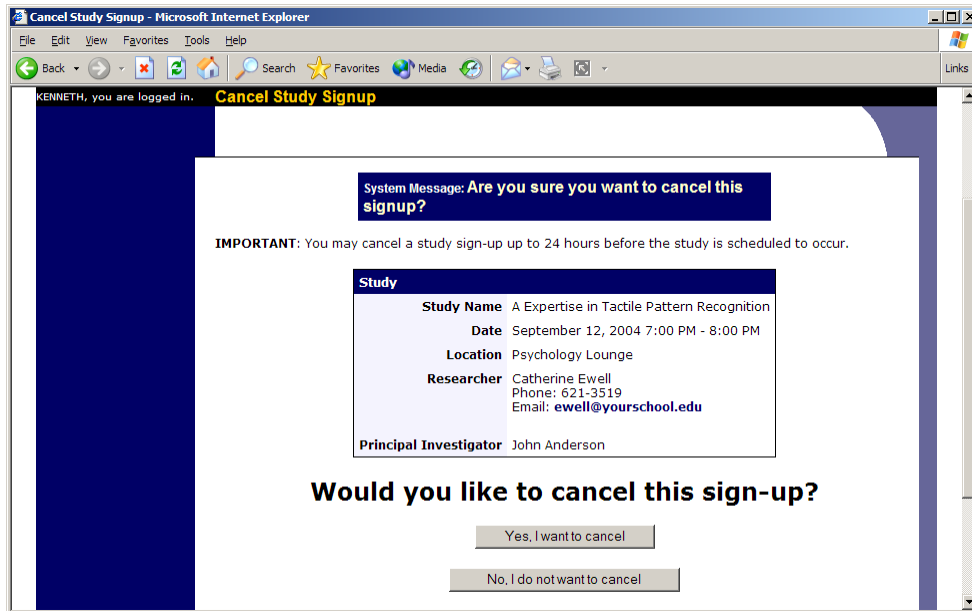 Cancel Study Signup - Microsoft Internet Explorer
File Edit View Favorites Tools Help
Back Search Favorites Media Links
KENNETH, you are logged in. Cancel Study Signup
System Message: Are you sure you want to cancel this
signup?
IMPORTANT: You may cancel a study sign-up up to 24 hours before the study is scheduled to occur.
Study
Study Name A Expertise in Tactile Pattern Recognition
Date September 12, 2004 7:00 PM - 8:00 PM
Location Psychology Lounge
Researcher Catherine Ewell
Phone: 621-3519
Email: ewell@yourschool.edu
Principal Investigator John Anderson
Would you like to cancel this sign-up?
Yes, I want to cancel
No, I do not want to cancel